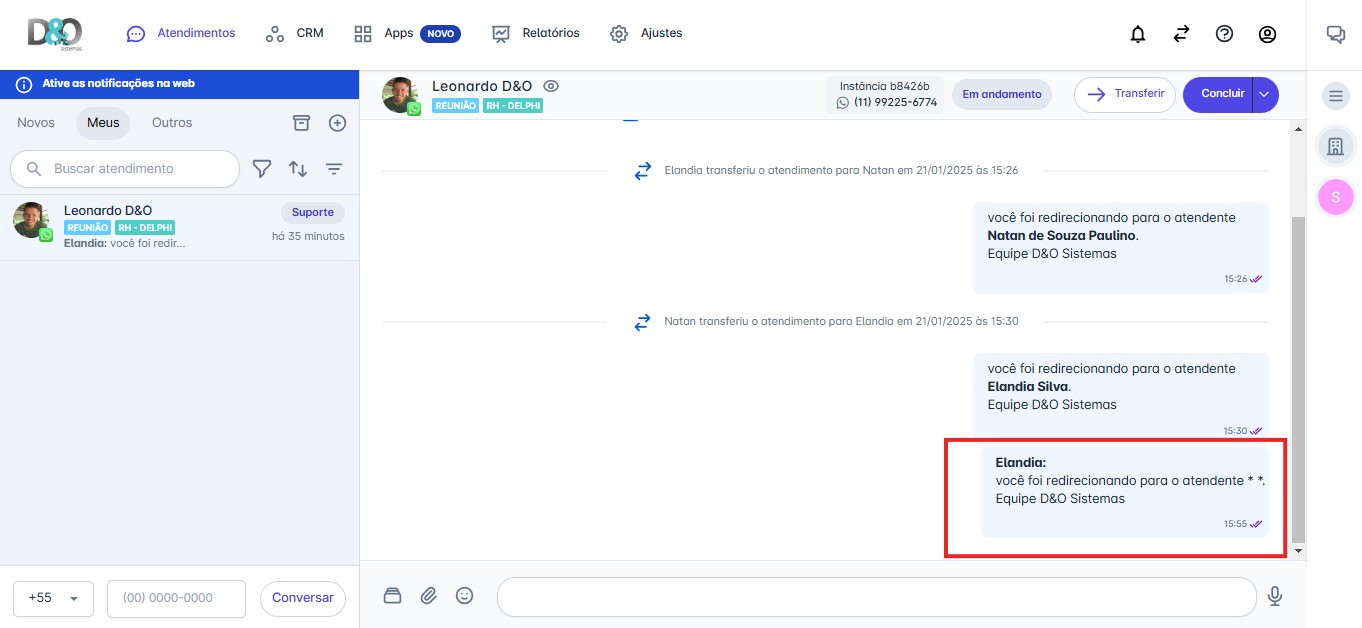 D&O
sistemas
Atendimentos
CRM
Apps
NOVO
Relatórios
Ajustes
Ative as notificações na web
Novos
Meus
Outros
Buscar atendimento
Leonardo D&O
Suporte
REUNIÃO
RH - DELPHI
há 35 minutos
Elandia: você foi redir...
+55
(00) 0000-0000
Conversar
Leonardo D&O
REUNIÃO
RH - DELPHI
Instância b8426b
(11) 99225-6774
Em andamento
Transferir
Concluir
Elandia transferiu o atendimento para Natan em 21/01/2025 às 15:26
você foi redirecionando para o atendente
Natan de Souza Paulino.
Equipe D&O Sistemas
15:26
Natan transferiu o atendimento para Elandia em 21/01/2025 às 15:30
você foi redirecionando para o atendente
Elandia Silva.
Equipe D&O Sistemas
15:30
Elandia:
você foi redirecionando para o atendente * *.
Equipe D&O Sistemas
15:55
S